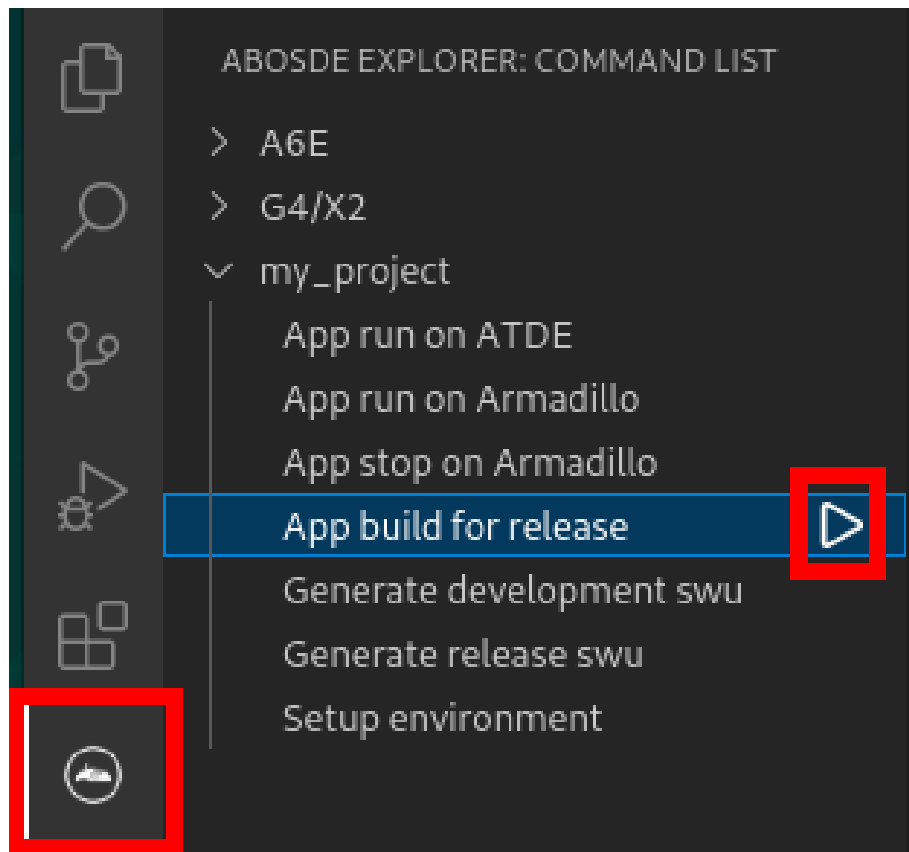 ABOSDE EXPLORER: COMMAND LIST
A6E
G4/X2
my_project
App run on ATDE
App run on Armadillo
App stop on Armadillo
App build for release
Generate development swu
Generate release swu
Setup environment